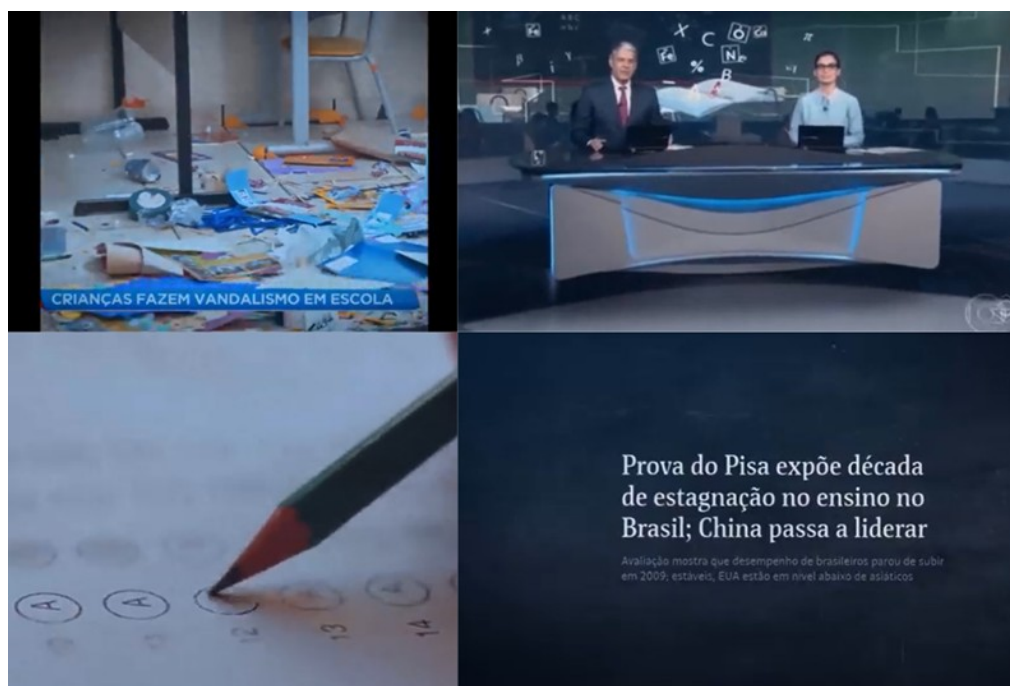 CRIANÇAS FAZEM VANDALISMO EM ESCOLA
ABC
X
C
Fe
N
%
B
π
A
A
12
13
14
Prova do Pisa expõe década
de estagnação no ensino no
Brasil; China passa a liderar
Avaliação mostra que desempenho de brasileiros parou de subir
em 2009; estáveis, EUA estão em nível abaixo de asiáticos